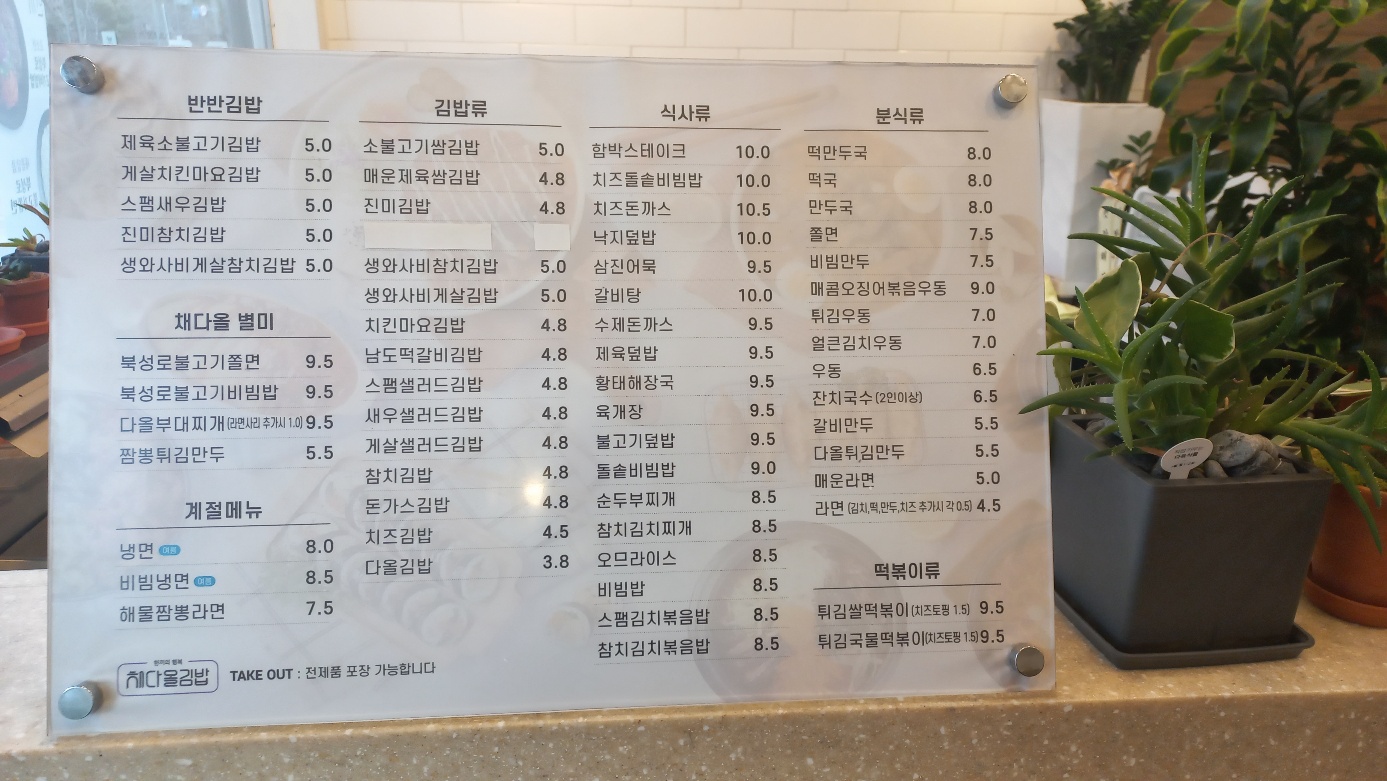 반반김밥
제육소불고기김밥 5.0
게살치킨마요김밥 5.0
스팸새우김밥 5.0
진미참치김밥 5.0
생와사비게살참치김밥 5.0
채다올 별미
북성로불고기쫄면 9.5
북성로불고기비빔밥 9.5
다올부대찌개(라면사리 추가시 1.0) 9.5
짬뽕튀김만두 5.5
계절메뉴
냉면 여름 8.0
비빔냉면 여름 8.5
해물짬뽕라면 7.5
김밥류
소불고기쌈김밥 5.0
매운제육쌈김밥 4.8
진미김밥 4.8
생와사비참치김밥 5.0
생와사비게살김밥 5.0
치킨마요김밥 4.8
남도떡갈비김밥 4.8
스팸샐러드김밥 4.8
새우샐러드김밥 4.8
게살샐러드김밥 4.8
참치김밥 4.8
돈가스김밥 4.8
치즈김밥 4.5
다올김밥 3.8
식사류
함박스테이크 10.0
치즈돌솥비빔밥 10.0
치즈돈까스 10.5
낙지덮밥 10.0
삼진어묵 9.5
갈비탕 10.0
수제돈까스 9.5
제육덮밥 9.5
황태해장국 9.5
육개장 9.5
불고기덮밥 9.5
돌솥비빔밥 9.0
순두부찌개 8.5
참치김치찌개 8.5
오므라이스 8.5
비빔밥 8.5
스팸김치볶음밥 8.5
참치김치볶음밥 8.5
분식류
떡만두국 8.0
떡국 8.0
만두국 8.0
쫄면 7.5
비빔만두 7.5
매콤오징어볶음우동 9.0
튀김우동 7.0
얼큰김치우동 7.0
우동 6.5
잔치국수(2인이상) 6.5
갈비만두 5.5
다올튀김만두 5.5
매운라면 5.0
라면(김치,떡,만두,치즈 추가시 각 0.5) 4.5
떡볶이류
튀김쌀떡볶이(치즈토핑 1.5) 9.5
튀김국물떡볶이(치즈토핑 1.5) 9.5
채다올김밥
TAKE OUT : 전제품 포장 가능합니다